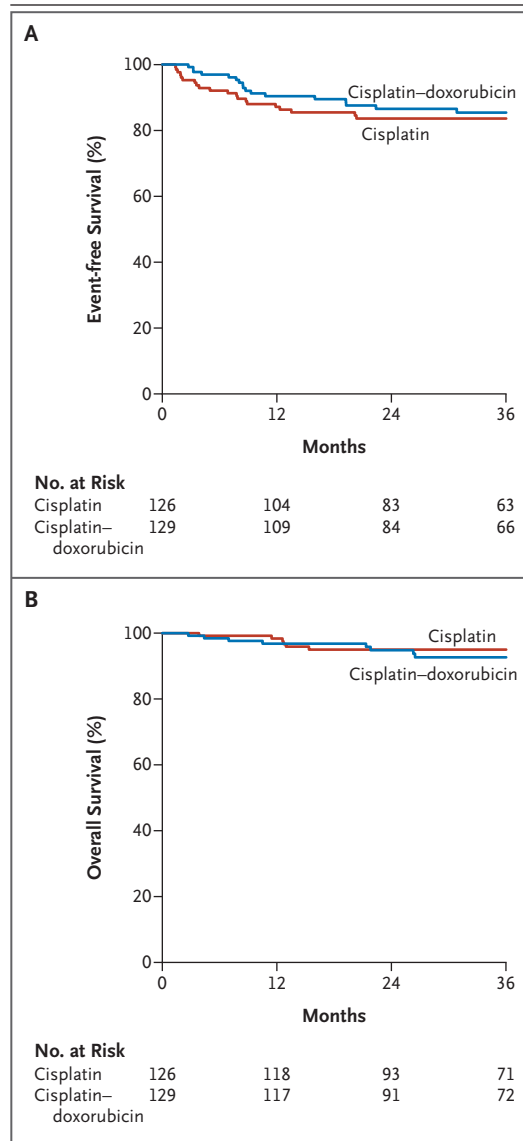 A
100
80
60
40
20
0
Event-free Survival (%)
Cisplatin–doxorubicin
Cisplatin
0 12 24 36
Months
No. at Risk
Cisplatin 126 104 83 63
Cisplatin– 129 109 84 66
doxorubicin
B
100
80
60
40
20
0
Overall Survival (%)
Cisplatin
Cisplatin–doxorubicin
0 12 24 36
Months
No. at Risk
Cisplatin 126 118 93 71
Cisplatin– 129 117 91 72
doxorubicin